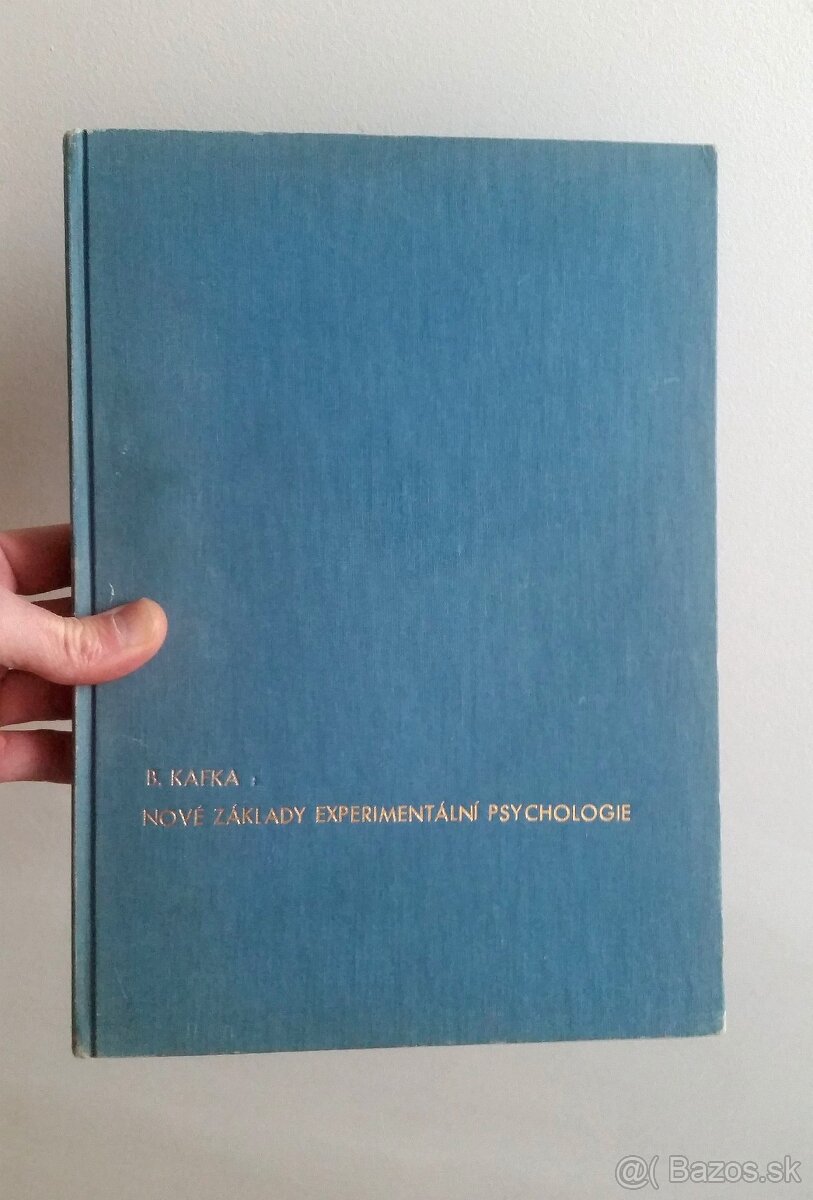 B. KAFKA :
NOVÉ ZÁKLADY EXPERIMENTÁLNÍ PSYCHOLOGIE
@( Bazos.sk